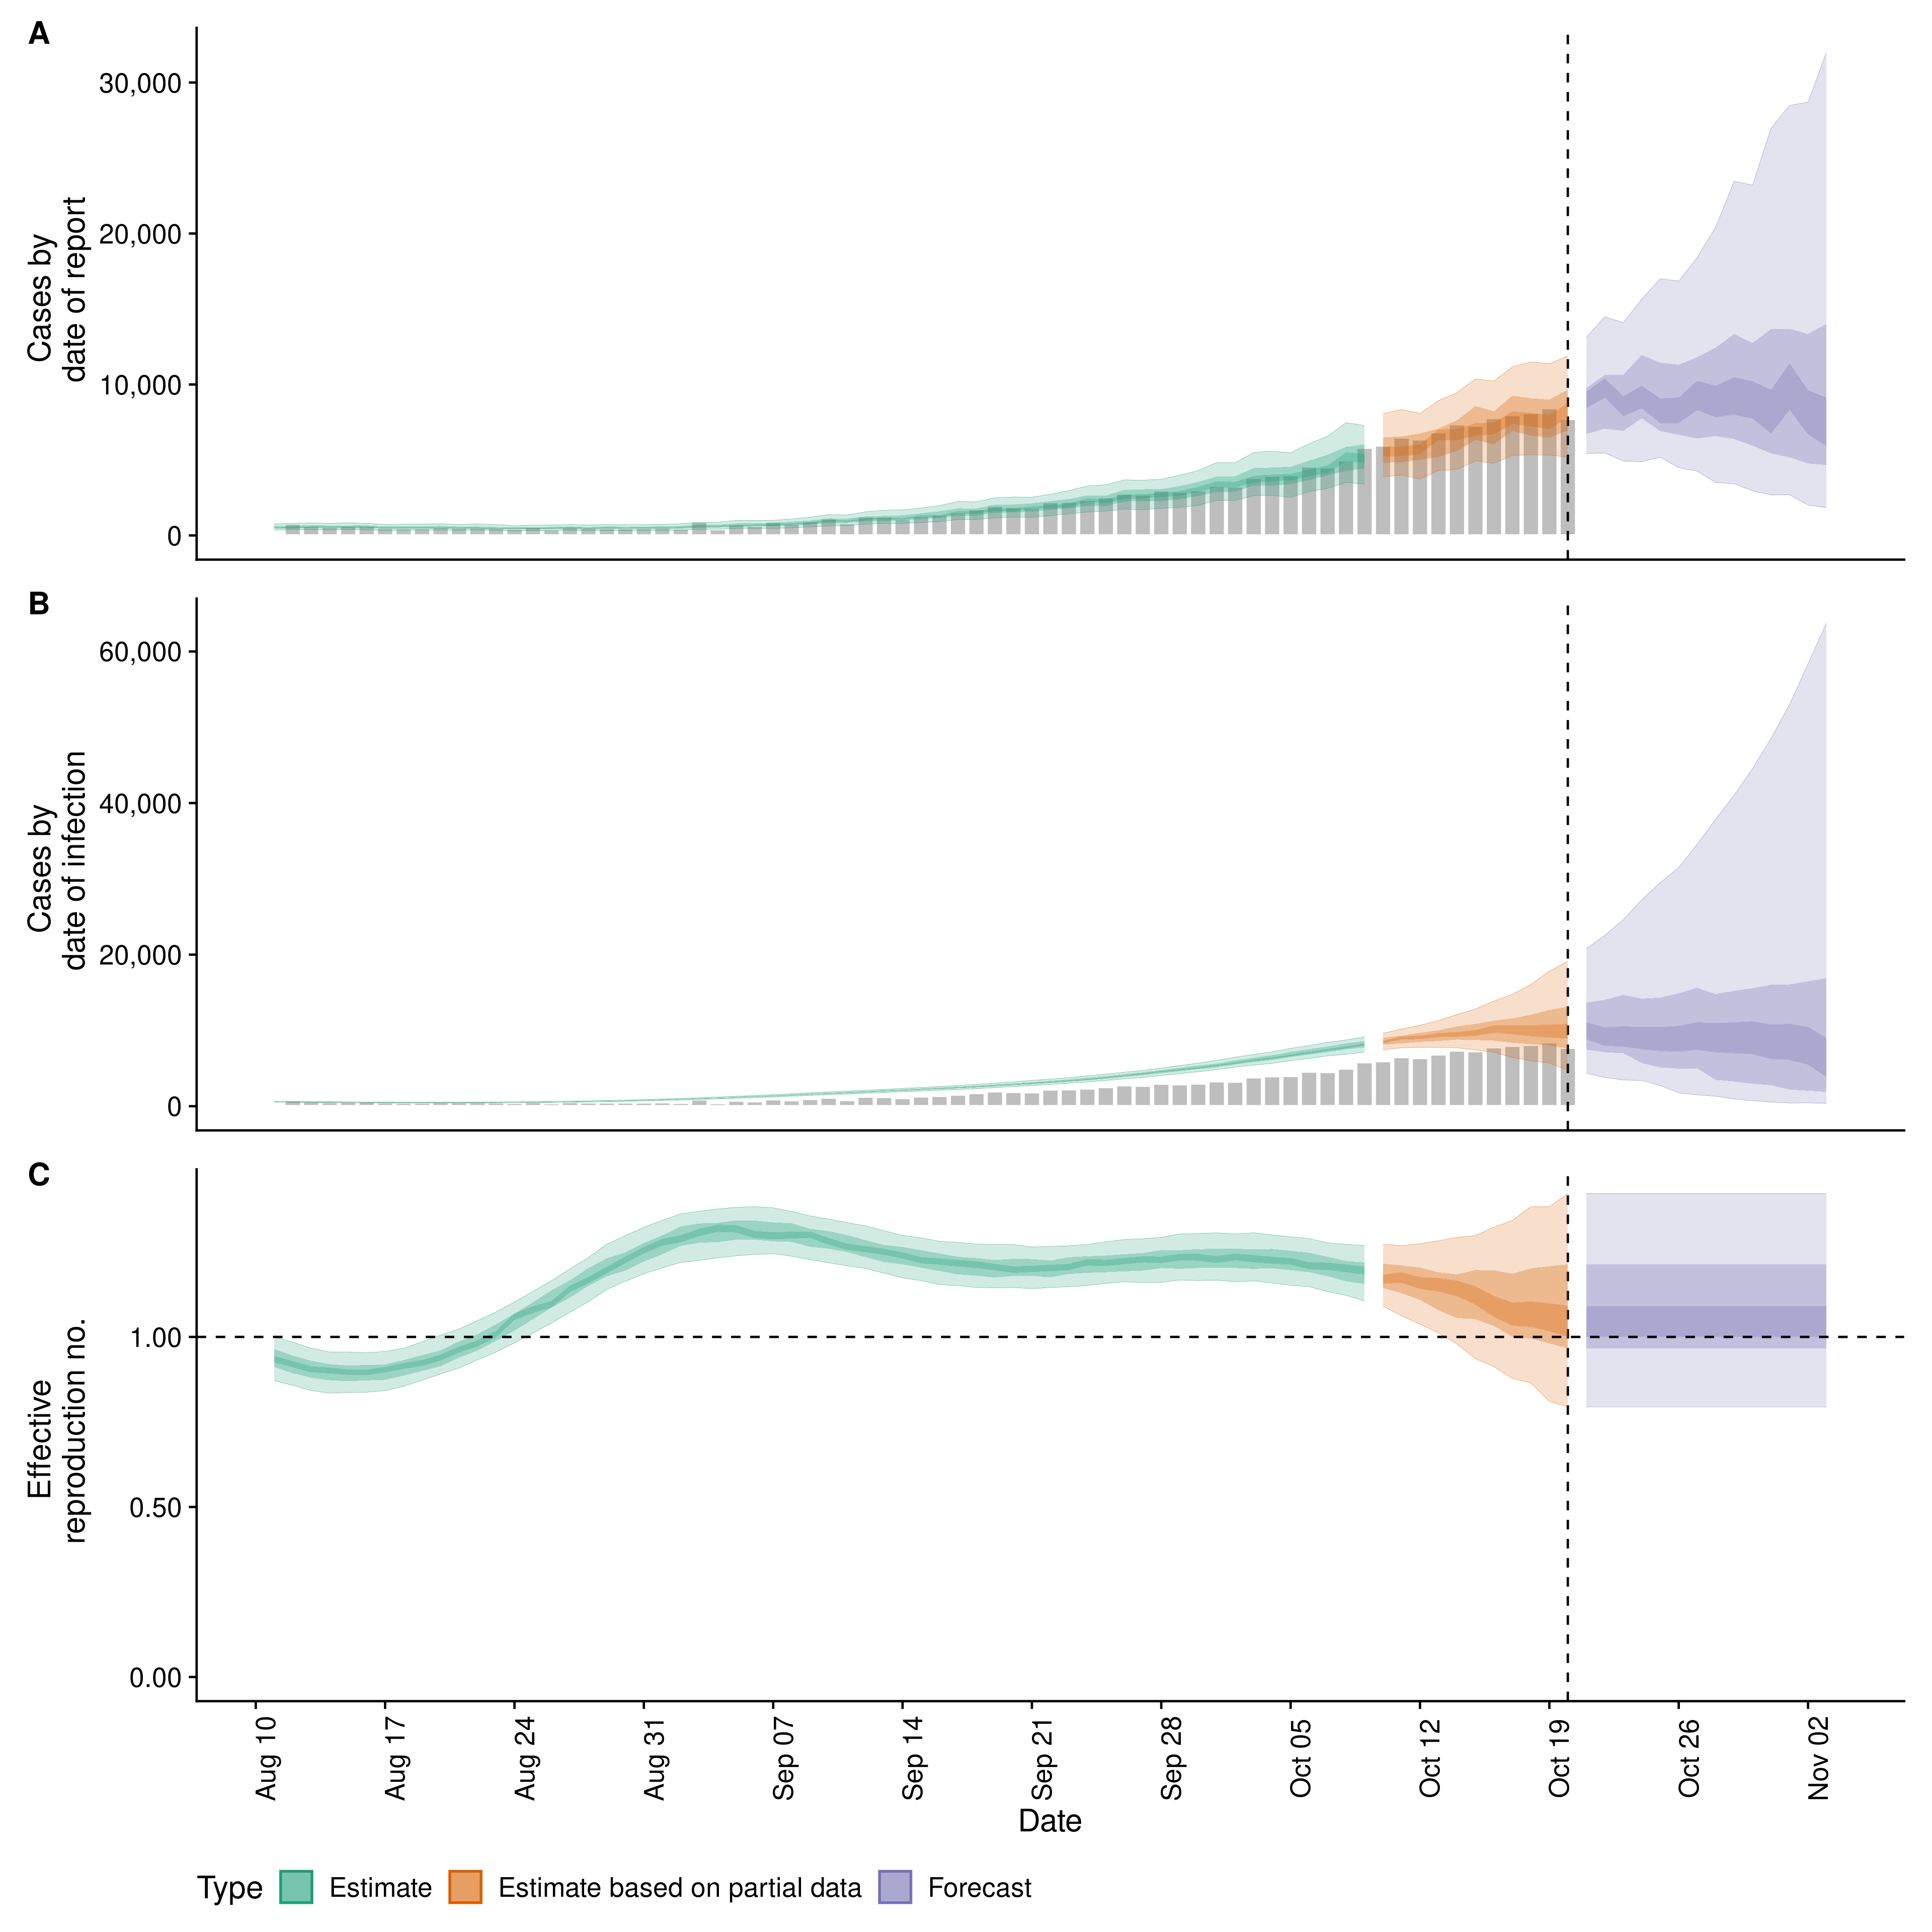 A
30,000
20,000
10,000
0
Cases by
date of report
B
60,000
40,000
20,000
0
Cases by
date of infection
C
1.00
0.50
0.00
Effective
reproduction no.
Aug 10
Aug 17
Aug 24
Aug 31
Sep 07
Sep 14
Sep 21
Sep 28
Oct 05
Oct 12
Oct 19
Oct 26
Nov 02
Date
Type Estimate Estimate based on partial data Forecast